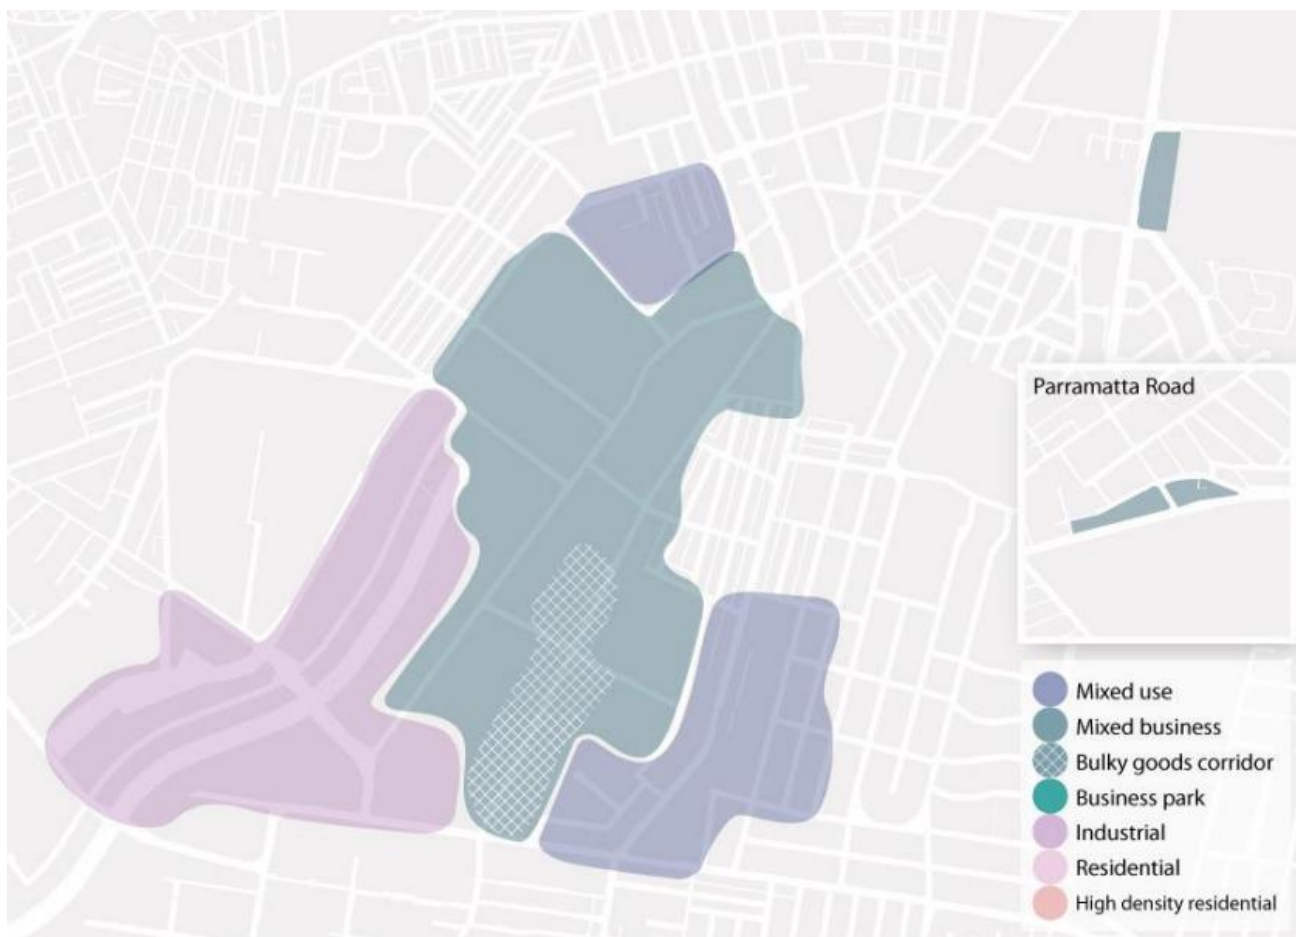 Parramatta Road
Mixed use
Mixed business
Bulky goods corridor
Business park
Industrial
Residential
High density residential